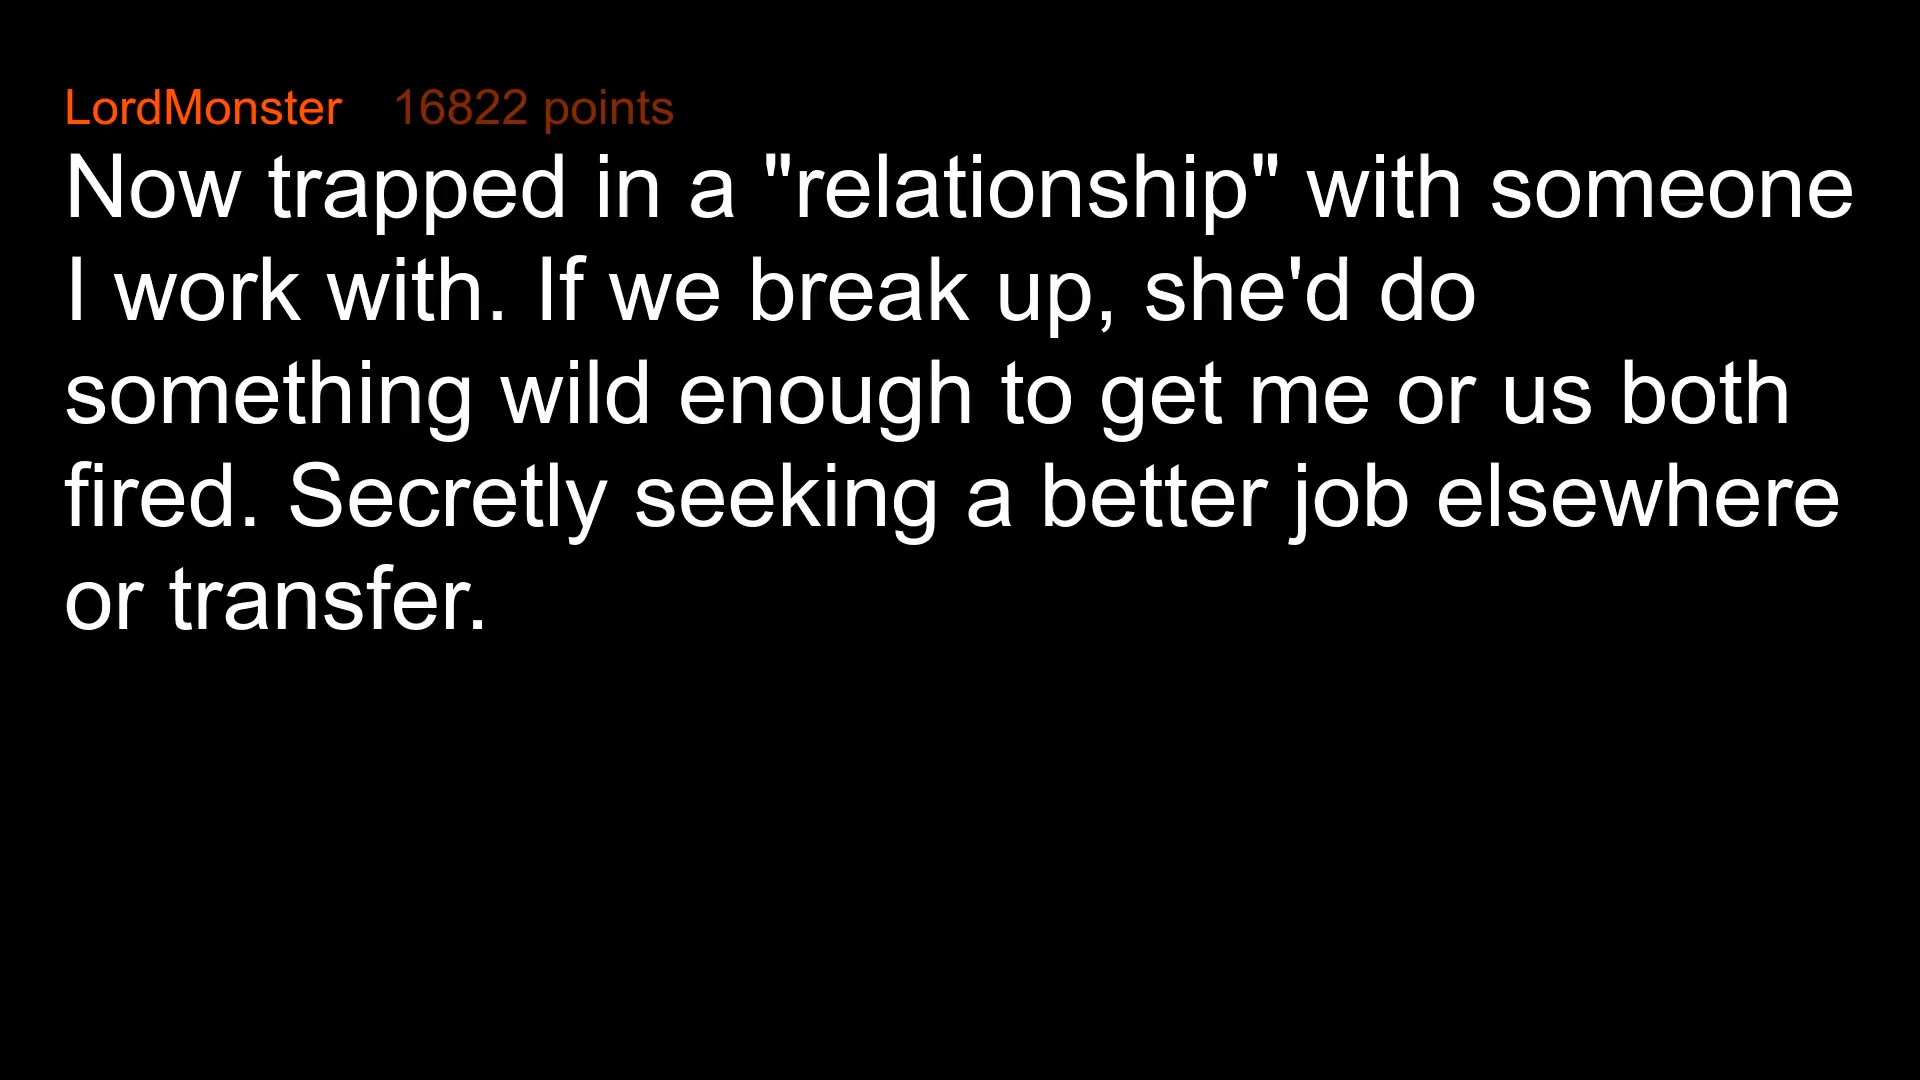 LordMonster 16822 points
Now trapped in a "relationship" with someone
I work with. If we break up, she'd do
something wild enough to get me or us both
fired. Secretly seeking a better job elsewhere
or transfer.